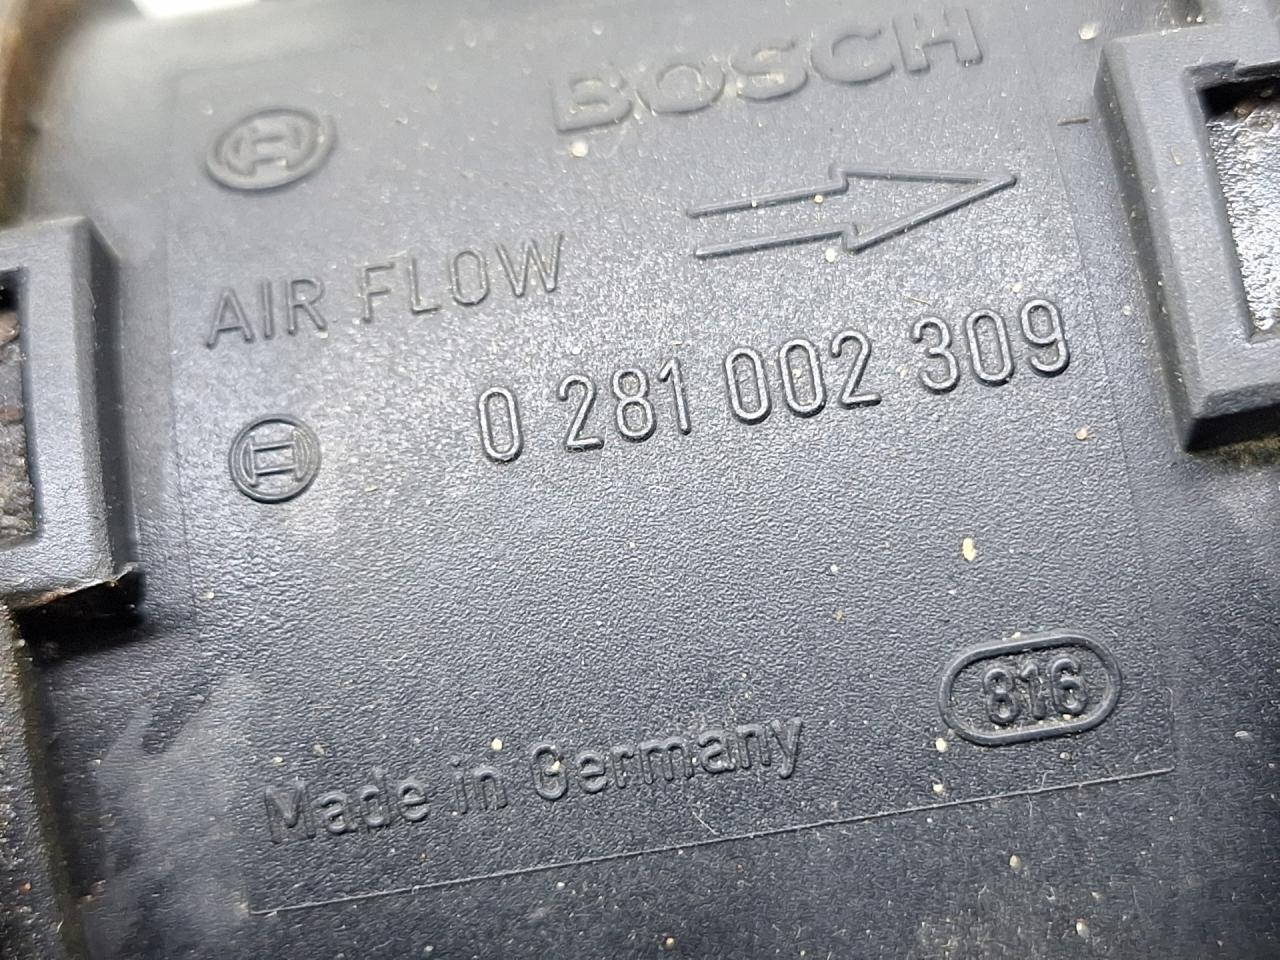 BOSCH
AIR FLOW
0 281 002 309
816
Made in Germany